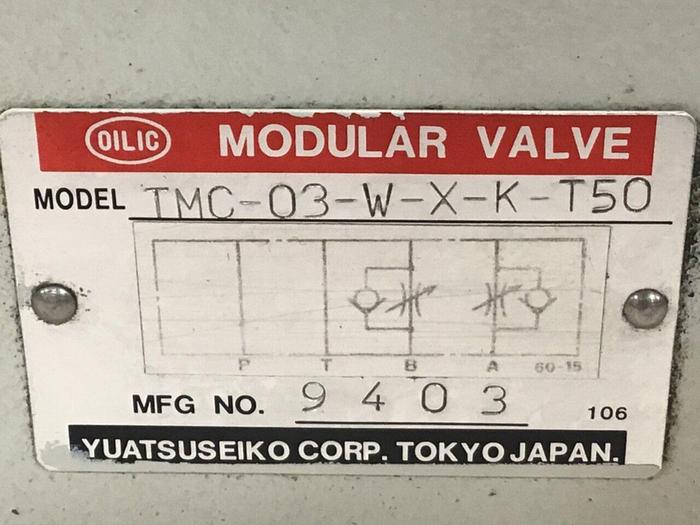 OILIC MODULAR VALVE
MODEL TMC-03-W-X-K-T50
P T B A 60-15
MFG NO. 9403 106
YUATSUSEIKO CORP. TOKYO JAPAN.